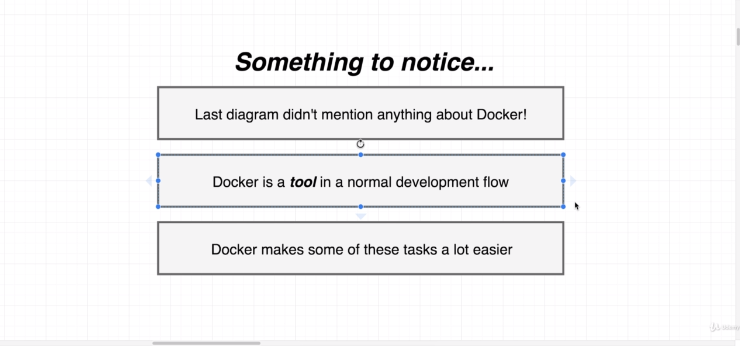 Something to notice...
Last diagram didn't mention anything about Docker!
Docker is a tool in a normal development flow
Docker makes some of these tasks a lot easier